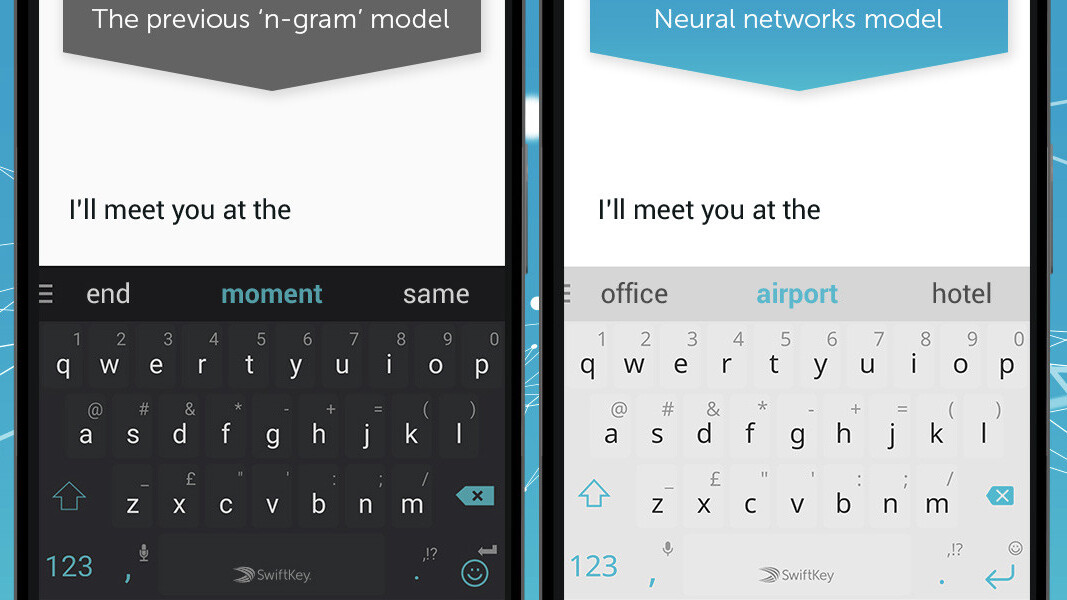 The previous ‘n-gram’ model
I'll meet you at the
end moment same
1 2 3 4 5 6 7 8 9 0
q w e r t y u i o p
@ # & * - + = ( )
a s d f g h j k l
_ £ " ' : ; /
z x c v b n m
123 , SwiftKey. . ,!?
Neural networks model
I'll meet you at the
office airport hotel
1 2 3 4 5 6 7 8 9 0
q w e r t y u i o p
@ # & * - + = ( )
a s d f g h j k l
_ £ " ' : ; /
z x c v b n m
123 , SwiftKey . ,!?